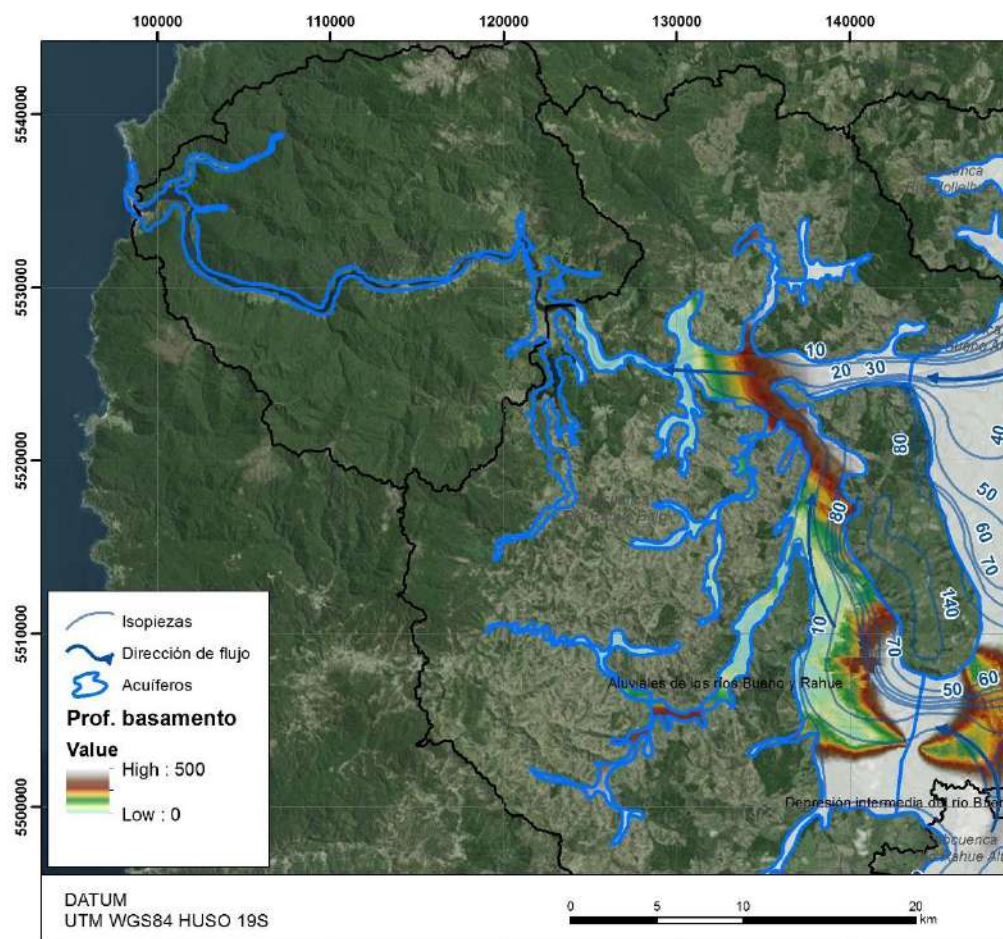 100000 110000 120000 130000 140000
5540000
5530000
5520000
5510000
5500000
10
20 30
40
50
60
70
80
80
140
10
70
50
60
Aluviales de los ríos Bueno y Rahue
Depresión intermedia del río
Isopiezas
Dirección de flujo
Acuíferos
Prof. basamento
Value
High : 500
Low : 0
DATUM
UTM WGS84 HUSO 19S
0 5 10 20
km